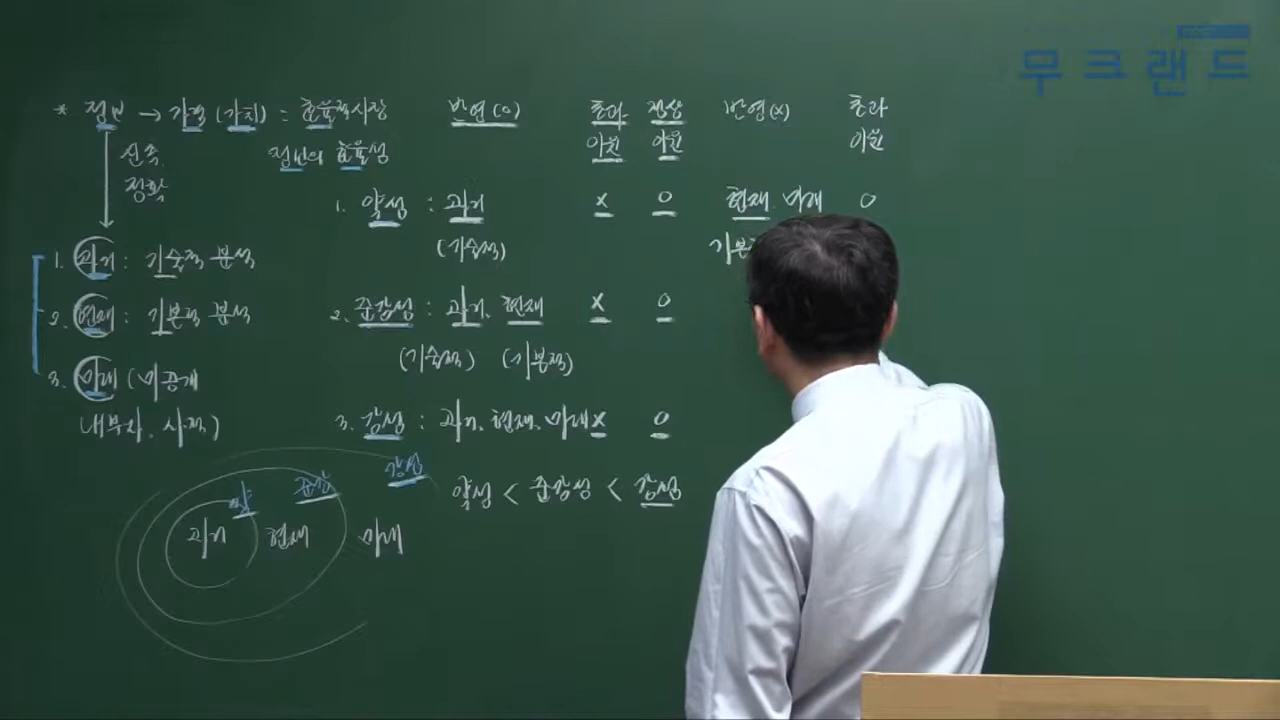 무크랜드
* 정보 → 가격 (가치) = 효율적시장
신속
정확
정보의 효율성
1. 과거 : 기술적 분석
2. 현재 : 기본적 분석
3. 미래 (미공개
내부자. 사적)
약 준강 강성
과거 현재 미래
반영(o) 초과 정상 반영(x) 초과
이윤 이윤 이윤
1. 약성 : 과거 x o 현재. 미래 o
(기술적) 기본
2. 준강성 : 과거. 현재 x o
(기술적) (기본적)
3. 강성 : 과거. 현재. 미래 x o
약성 < 준강성 < 강성